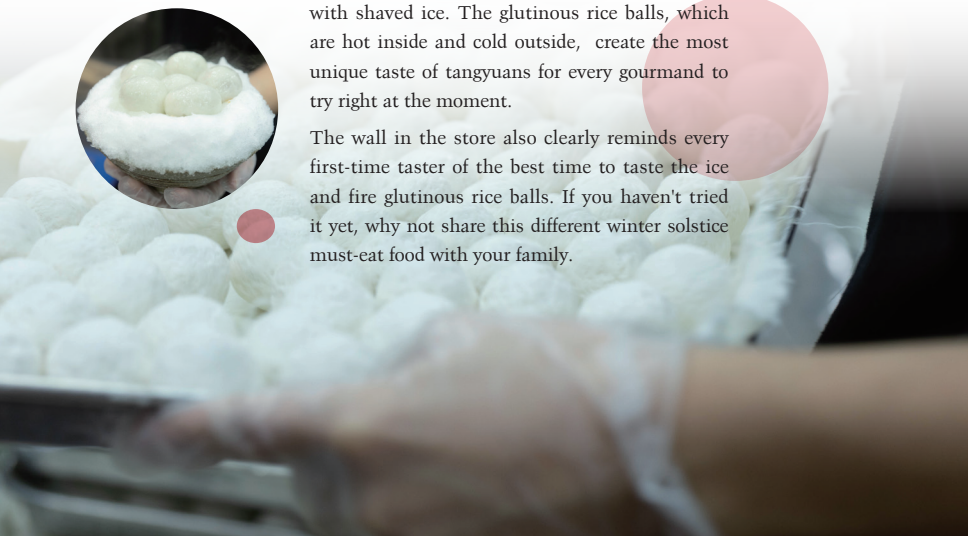 with shaved ice. The glutinous rice balls, which
are hot inside and cold outside,  create the most
unique taste of tangyuans for every gourmand to
try right at the moment.
The wall in the store also clearly reminds every
first-time taster of the best time to taste the ice
and fire glutinous rice balls. If you haven't tried
it yet, why not share this different winter solstice
must-eat food with your family.